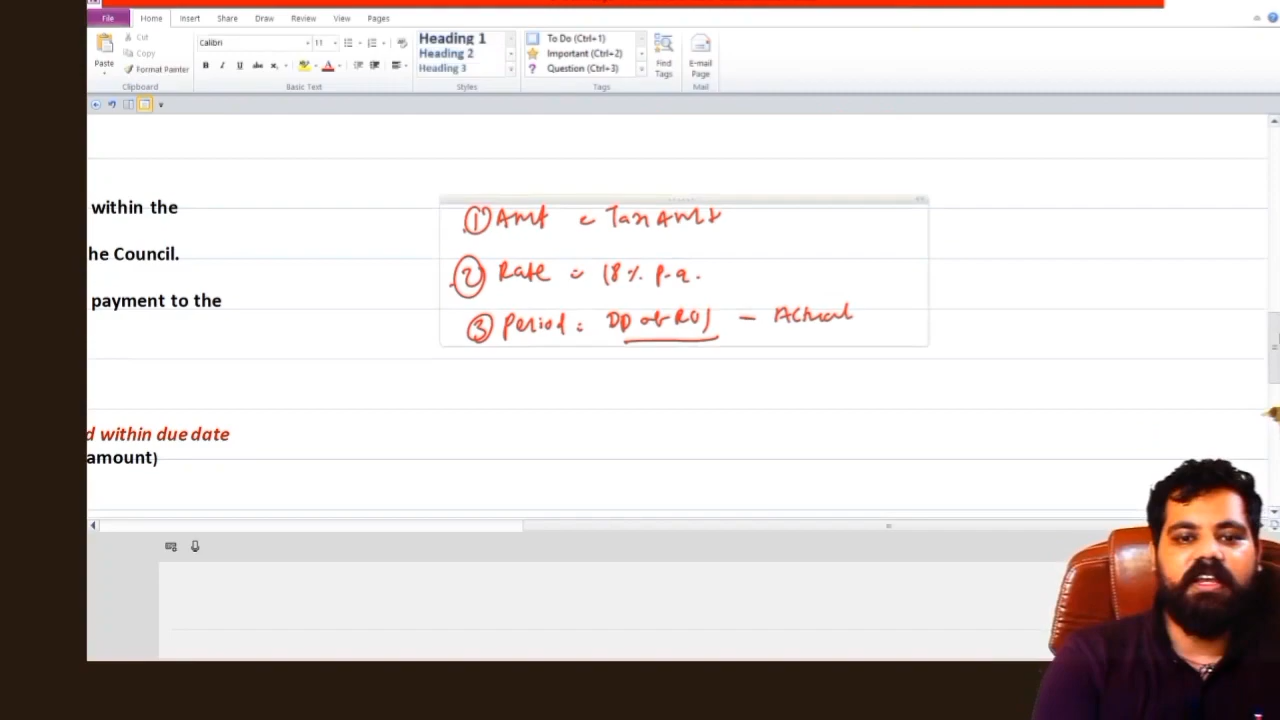 File Home Insert Share Draw Review View Pages
Cut
Copy
Format Painter
Paste
Calibri 11
B I U abc
Heading 1
Heading 2
Heading 3
To Do (Ctrl+1)
Important (Ctrl+2)
Question (Ctrl+3)
Find Tags
E-mail Page
Clipboard Basic Text Styles Tags Mail
within the
he Council.
payment to the
① Amt = Tax Amt
② Rate = 18% p.a.
③ Period = DD of ROI – Actual
d within due date
amount)